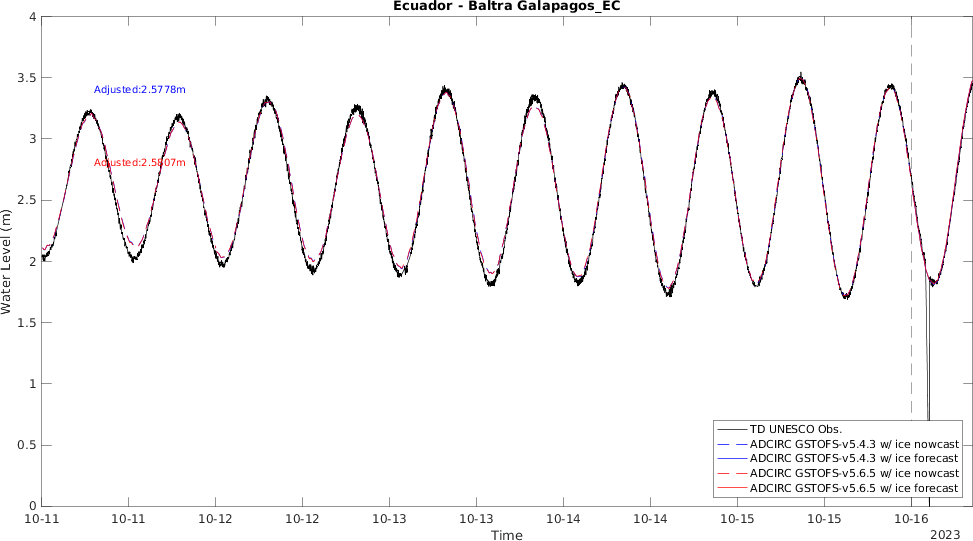 Ecuador - Baltra Galapagos_EC
4
3.5
3
2.5
2
1.5
1
0.5
0
Water Level (m)
Adjusted:2.5778m
Adjusted:2.5807m
TD UNESCO Obs.
ADCIRC GSTOFS-v5.4.3 w/ ice nowcast
ADCIRC GSTOFS-v5.4.3 w/ ice forecast
ADCIRC GSTOFS-v5.6.5 w/ ice nowcast
ADCIRC GSTOFS-v5.6.5 w/ ice forecast
10-11 10-11 10-12 10-12 10-13 10-13 10-14 10-14 10-15 10-15 10-16
2023
Time